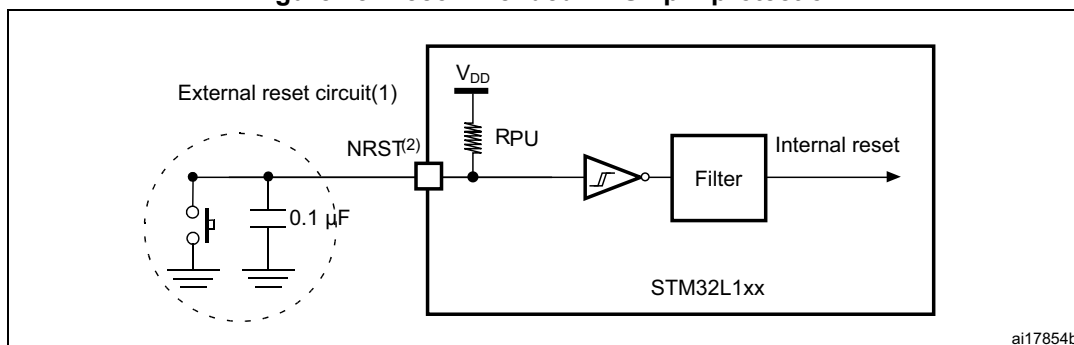 External reset circuit(1)
VDD
NRST(2)
RPU
Internal reset
Filter
0.1 µF
STM32L1xx
ai17854b